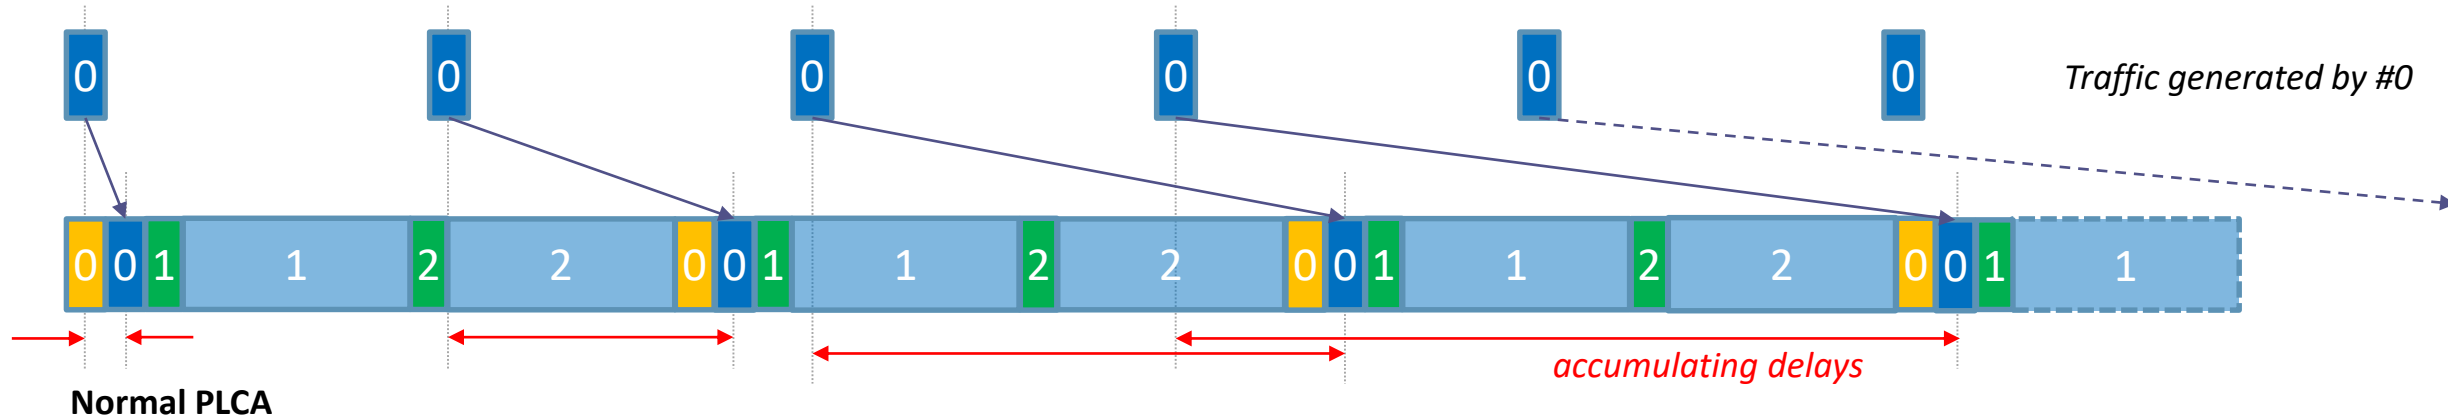 0 0 0 0 0 0 Traffic generated by #0
0 0 1 1 2 2 0 0 1 1 2 2 0 0 1 1 2 2 0 0 1 1
accumulating delays
Normal PLCA